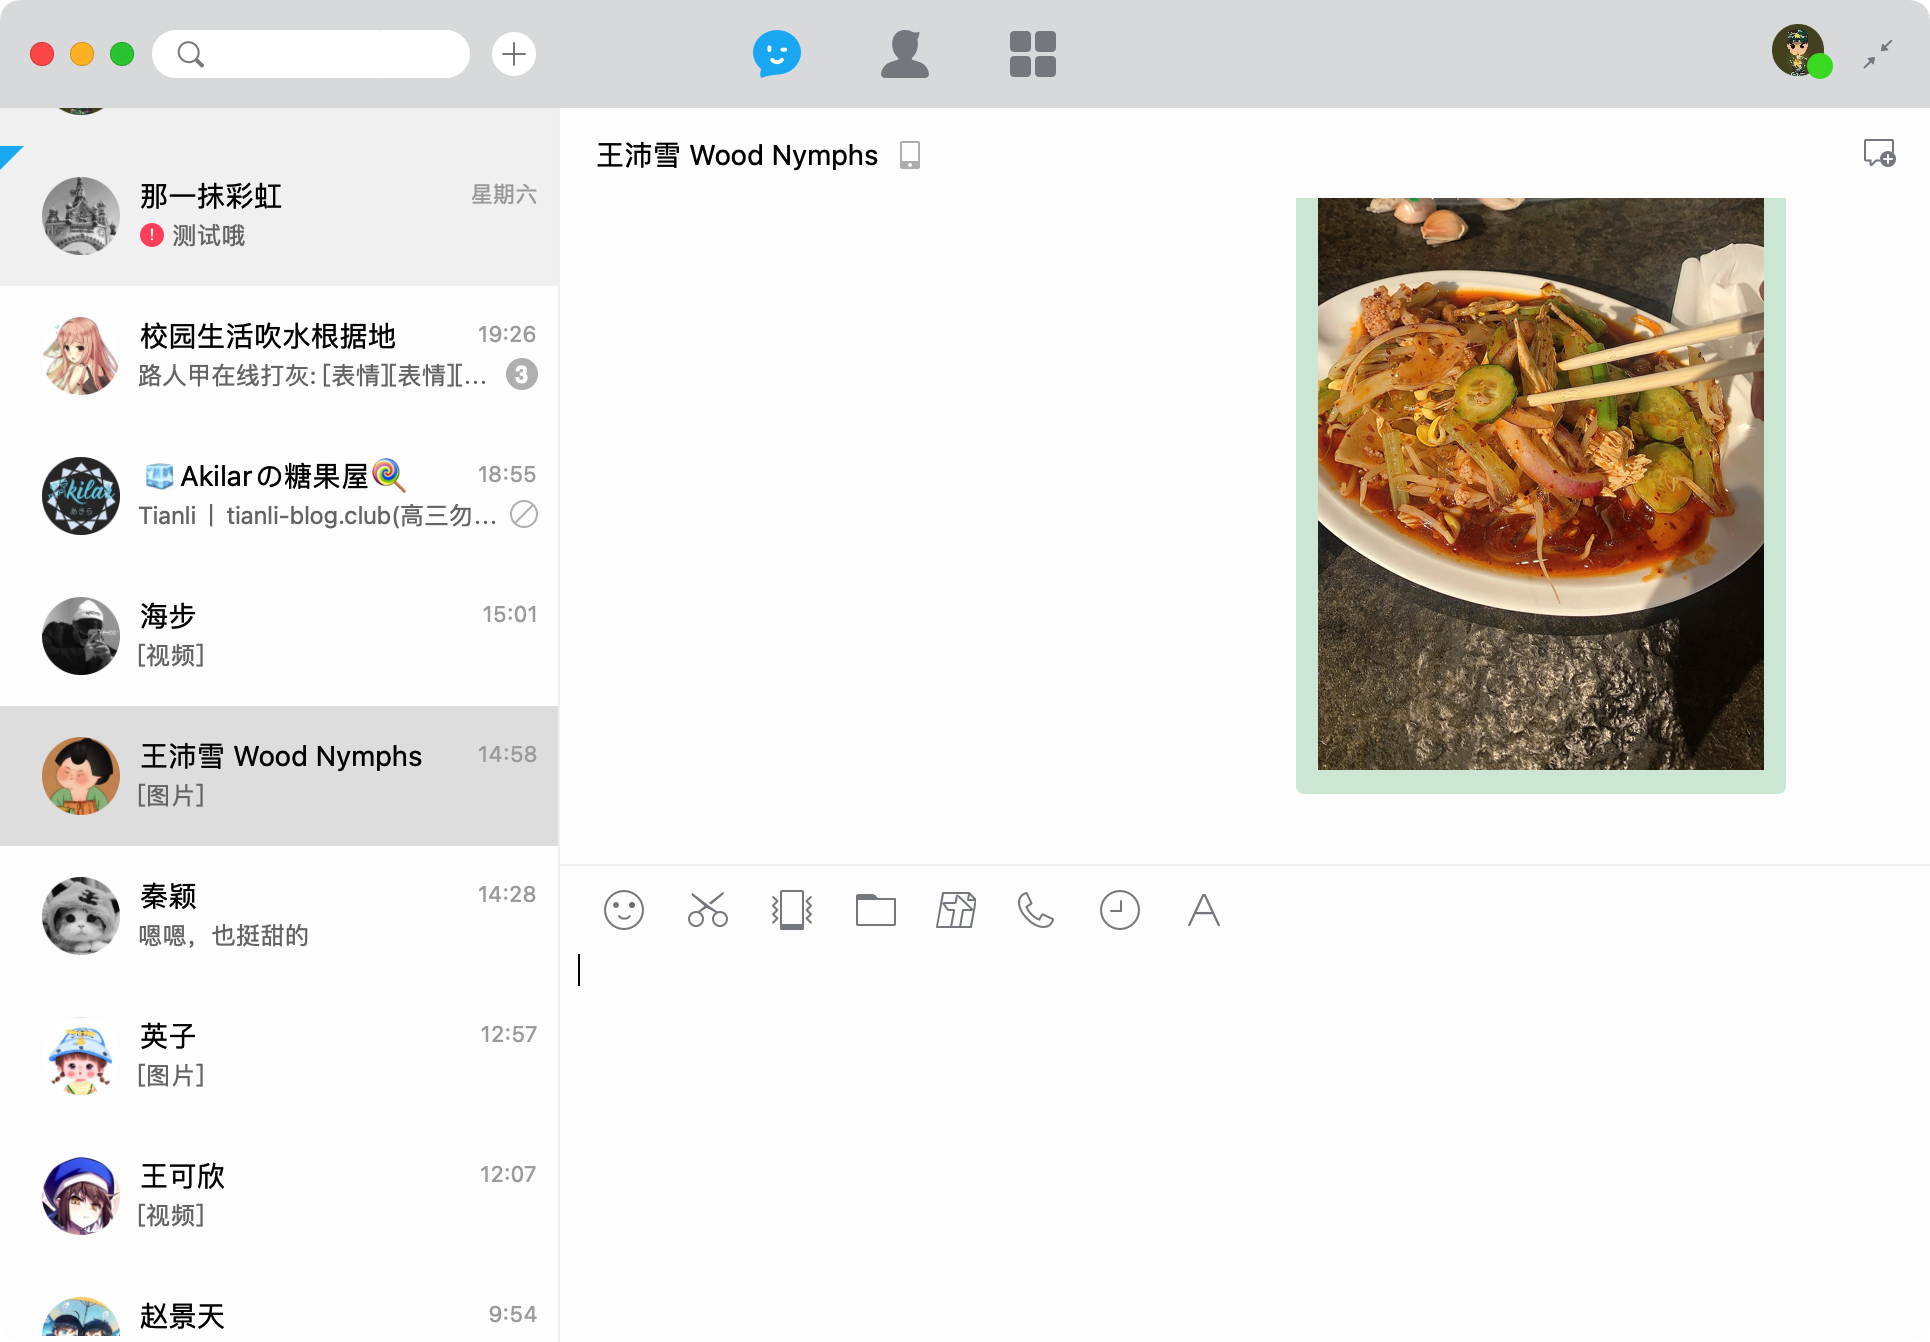 王沛雪 Wood Nymphs
那一抹彩虹
星期六
测试哦
校园生活吹水根据地
19:26
路人甲在线打灰: [表情][表情][...
3
Akilarの糖果屋
18:55
Tianli | tianli-blog.club(高三勿...
海步
15:01
[视频]
王沛雪 Wood Nymphs
14:58
[图片]
秦颖
14:28
嗯嗯，也挺甜的
英子
12:57
[图片]
王可欣
12:07
[视频]
赵景天
9:54